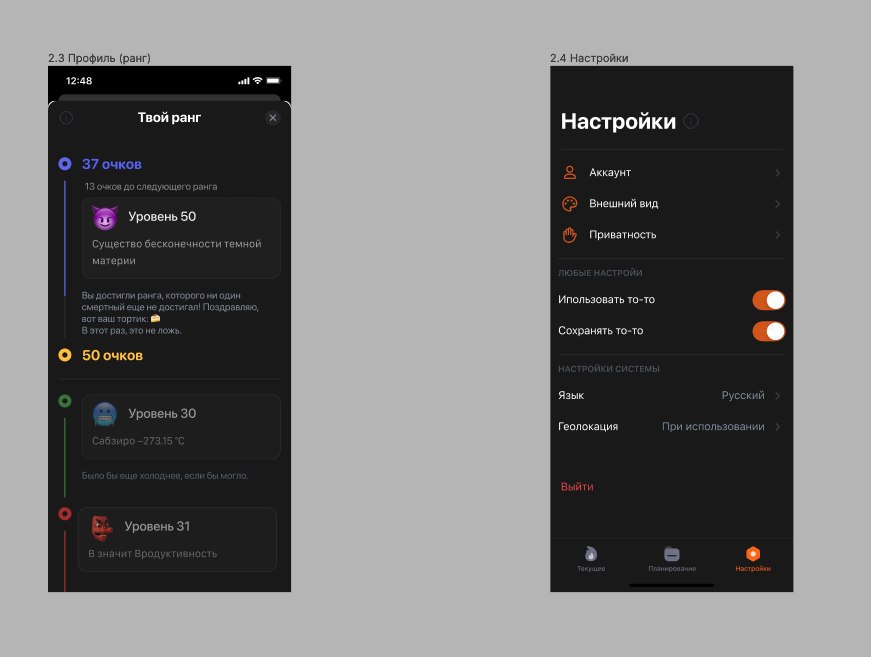 2.3 Профиль (ранг)
12:48
Твой ранг
37 очков
13 очков до следующего ранга
Уровень 50
Существо бесконечности темной
материи
Вы достигли ранга, которого ни один
смертный еще не достигал! Поздравляю,
вот ваш тортик: 🍰
В этот раз, это не ложь.
50 очков
Уровень 30
Сабзиро –273.15 °C
Было бы еще холоднее, если бы могло.
Уровень 31
В значит Вродуктивность
2.4 Настройки
Настройки
Аккаунт
Внешний вид
Приватность
ЛЮБЫЕ НАСТРОЙИ
Ипользовать то-то
Сохранять то-то
НАСТРОЙКИ СИСТЕМЫ
Язык Русский
Геолокация При использовании
Выйти
Текущее Планирование Настройки